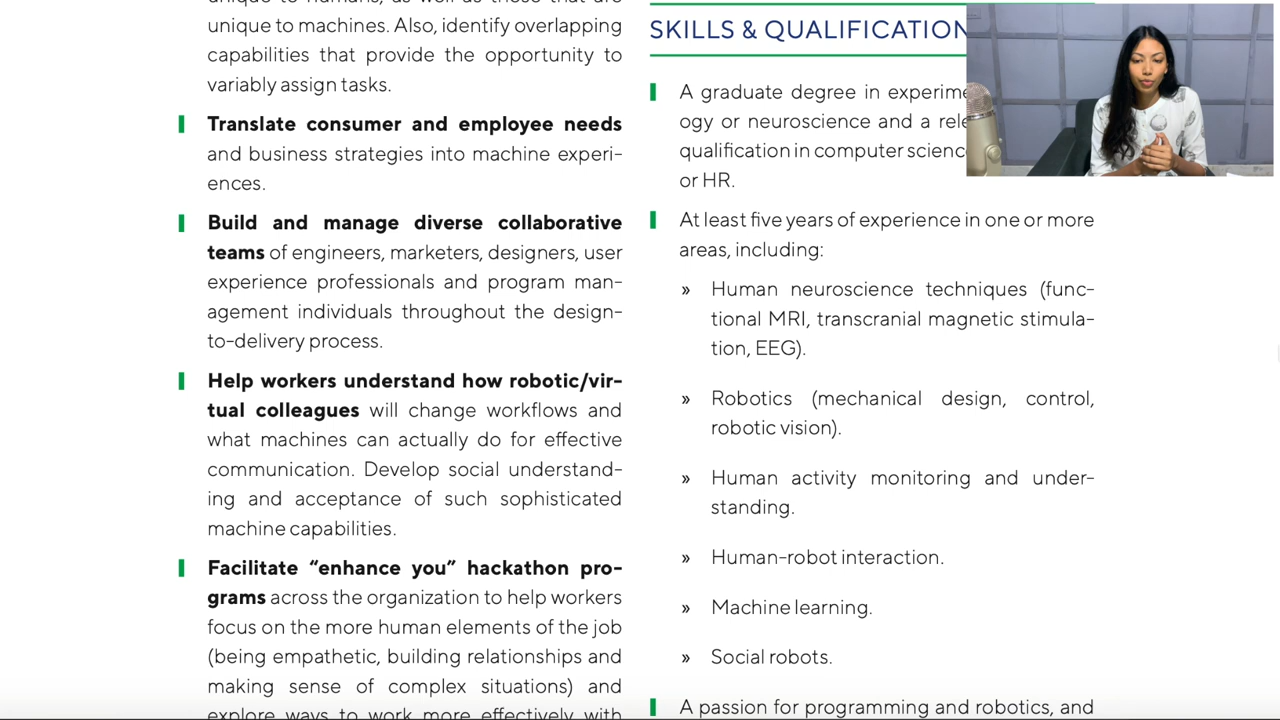 unique to machines. Also, identify overlapping
capabilities that provide the opportunity to
variably assign tasks.
Translate consumer and employee needs
and business strategies into machine experi-
ences.
Build and manage diverse collaborative
teams of engineers, marketers, designers, user
experience professionals and program man-
agement individuals throughout the design-
to-delivery process.
Help workers understand how robotic/vir-
tual colleagues will change workflows and
what machines can actually do for effective
communication. Develop social understand-
ing and acceptance of such sophisticated
machine capabilities.
Facilitate “enhance you” hackathon pro-
grams across the organization to help workers
focus on the more human elements of the job
(being empathetic, building relationships and
making sense of complex situations) and
explore ways to work more effectively with
SKILLS & QUALIFICATION
A graduate degree in experime
ogy or neuroscience and a rele
qualification in computer scienc
or HR.
At least five years of experience in one or more
areas, including:
» Human neuroscience techniques (func-
tional MRI, transcranial magnetic stimula-
tion, EEG).
» Robotics (mechanical design, control,
robotic vision).
» Human activity monitoring and under-
standing.
» Human-robot interaction.
» Machine learning.
» Social robots.
A passion for programming and robotics, and